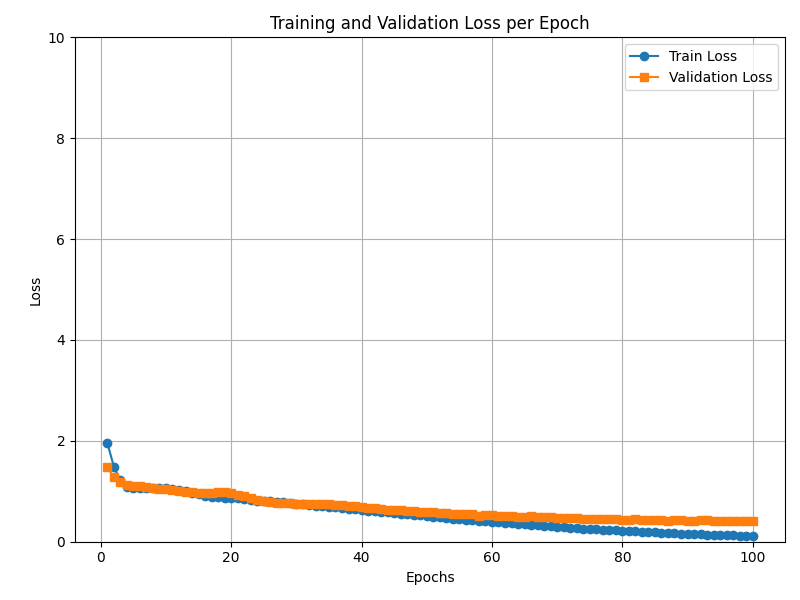 Training and Validation Loss per Epoch
Train Loss
Validation Loss
10
8
6
4
2
0
Loss
0 20 40 60 80 100
Epochs